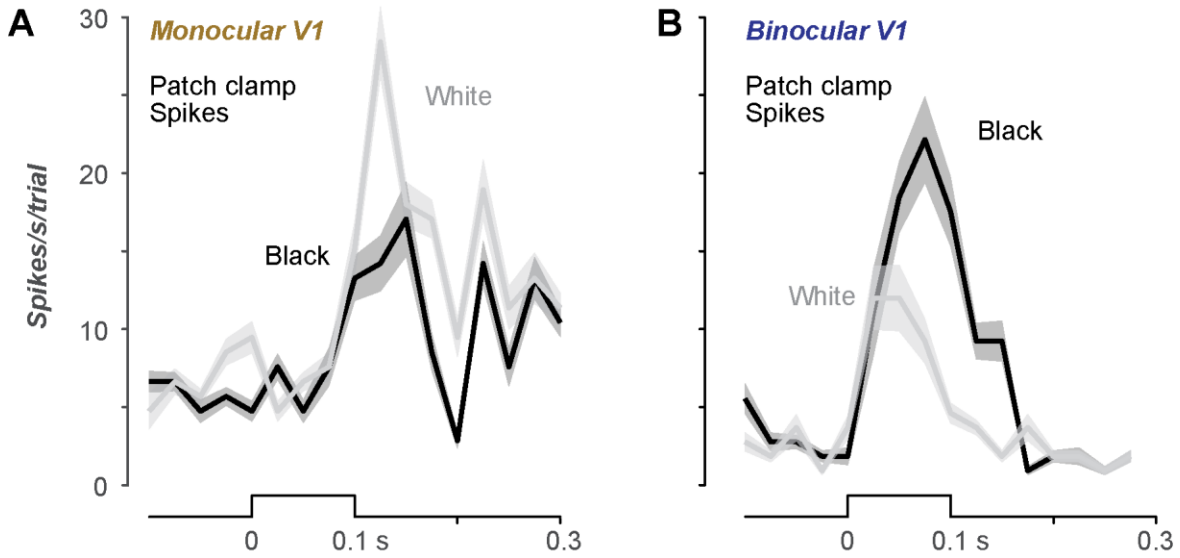 A
Monocular V1
Patch clamp
Spikes
White
Black
Spikes/s/trial
30
20
10
0
0
0.1 s
0.3
B
Binocular V1
Patch clamp
Spikes
Black
White
0
0.1 s
0.3